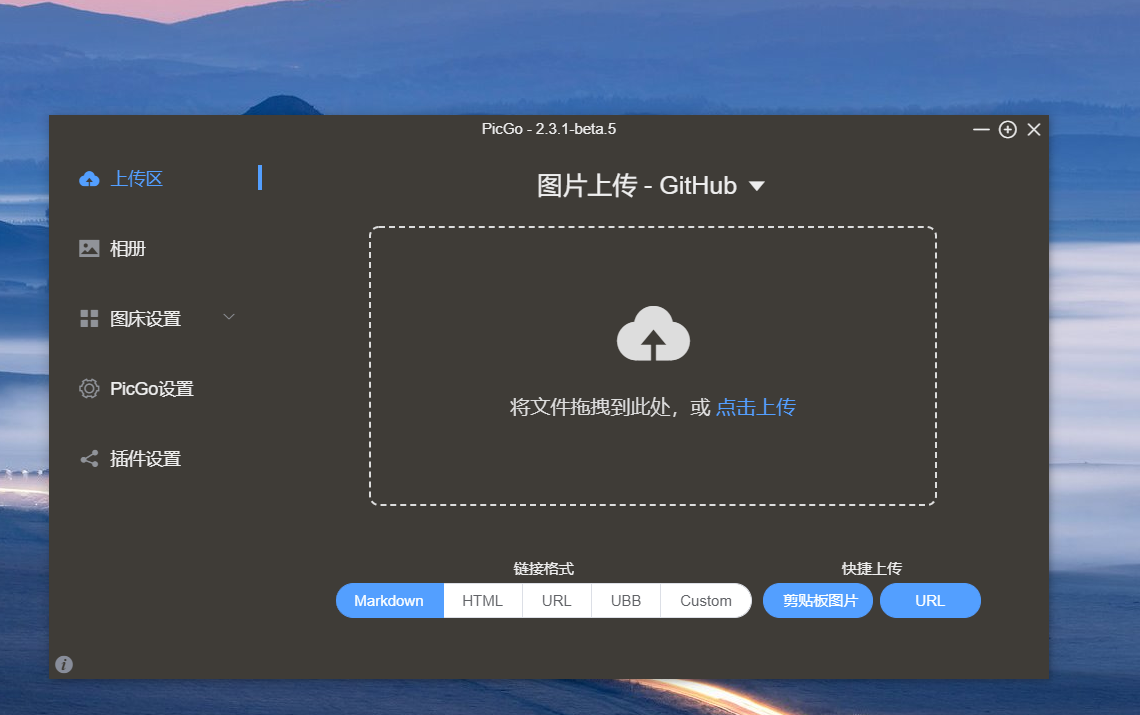 PicGo - 2.3.1-beta.5
上传区
相册
图床设置
PicGo设置
插件设置
图片上传 - GitHub
将文件拖拽到此处，或 点击上传
链接格式
Markdown HTML URL UBB Custom
快捷上传
剪贴板图片 URL